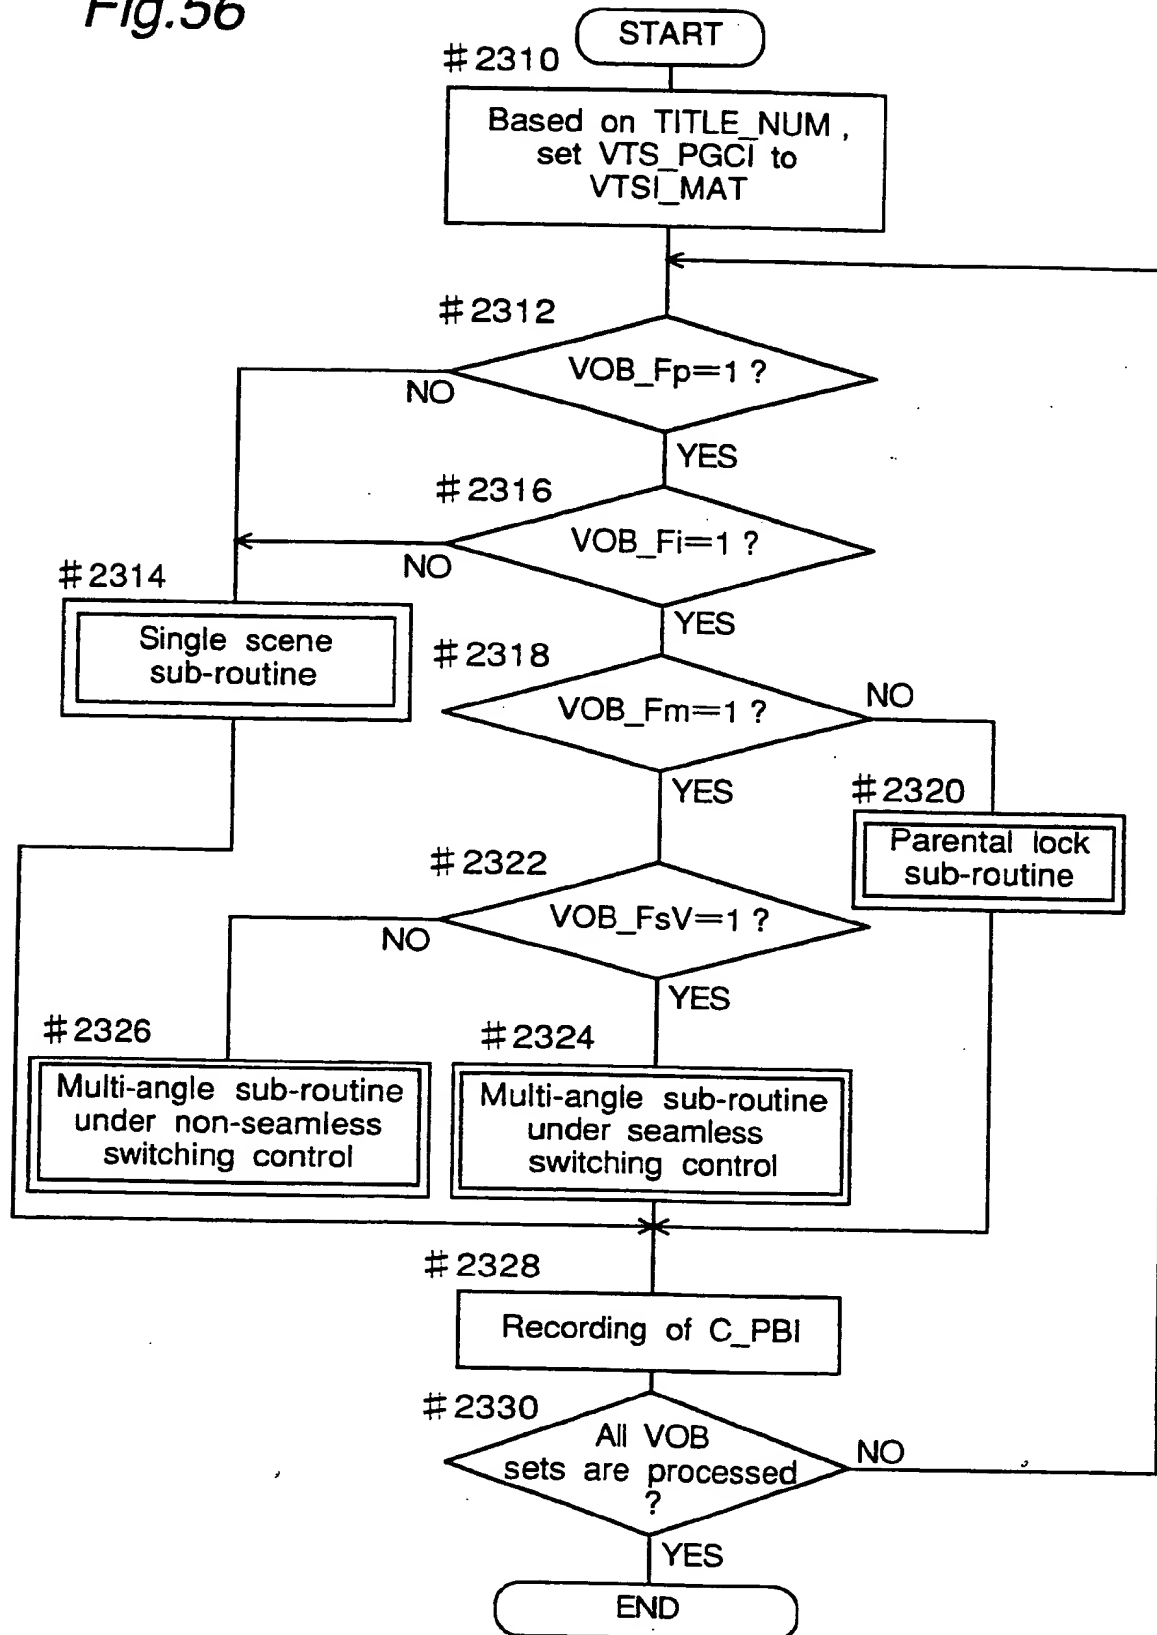 Fig.56
START
#2310
Based on TITLE_NUM,
set VTS_PGCI to
VTSI_MAT
#2312
VOB_Fp=1 ?
NO
YES
#2316
VOB_Fi=1 ?
NO
YES
#2314
Single scene
sub-routine
#2318
VOB_Fm=1 ?
NO
YES
#2320
Parental lock
sub-routine
#2322
VOB_FsV=1 ?
NO
YES
#2326
Multi-angle sub-routine
under non-seamless
switching control
#2324
Multi-angle sub-routine
under seamless
switching control
#2328
Recording of C_PBI
#2330
All VOB
sets are processed
?
NO
YES
END